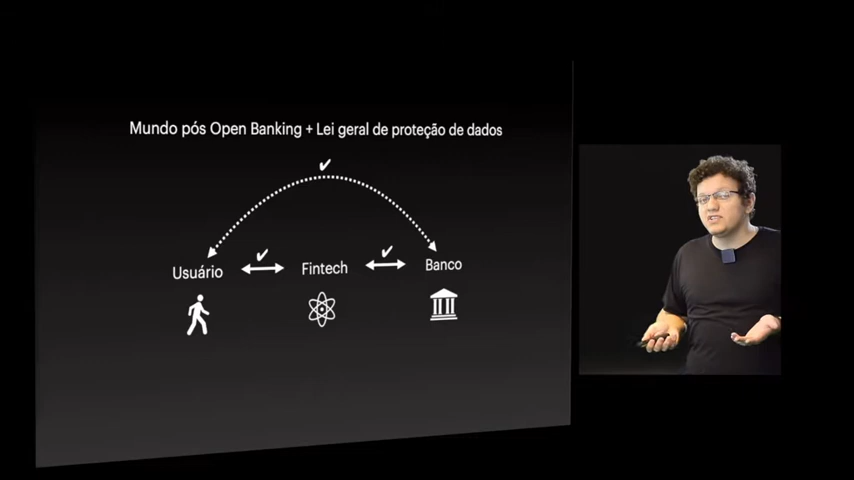 Mundo pós Open Banking + Lei geral de proteção de dados
Usuário
Fintech
Banco